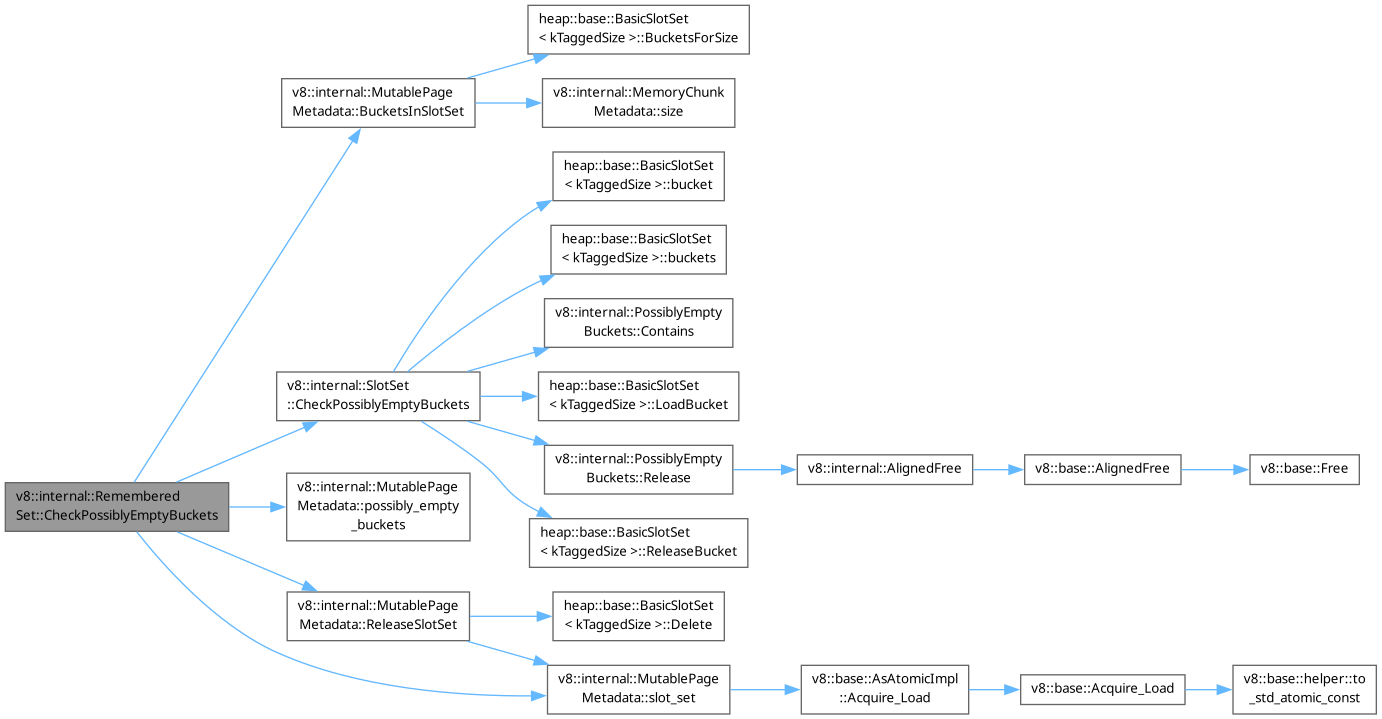 heap::base::BasicSlotSet
< kTaggedSize >::BucketsForSize
v8::internal::MutablePage
Metadata::BucketsInSlotSet
v8::internal::MemoryChunk
Metadata::size
heap::base::BasicSlotSet
< kTaggedSize >::bucket
heap::base::BasicSlotSet
< kTaggedSize >::buckets
v8::internal::PossiblyEmpty
Buckets::Contains
v8::internal::SlotSet
::CheckPossiblyEmptyBuckets
heap::base::BasicSlotSet
< kTaggedSize >::LoadBucket
v8::internal::PossiblyEmpty
Buckets::Release
v8::internal::AlignedFree
v8::base::AlignedFree
v8::base::Free
v8::internal::Remembered
Set::CheckPossiblyEmptyBuckets
v8::internal::MutablePage
Metadata::possibly_empty
_buckets
heap::base::BasicSlotSet
< kTaggedSize >::ReleaseBucket
v8::internal::MutablePage
Metadata::ReleaseSlotSet
heap::base::BasicSlotSet
< kTaggedSize >::Delete
v8::internal::MutablePage
Metadata::slot_set
v8::base::AsAtomicImpl
::Acquire_Load
v8::base::Acquire_Load
v8::base::helper::to
_std_atomic_const